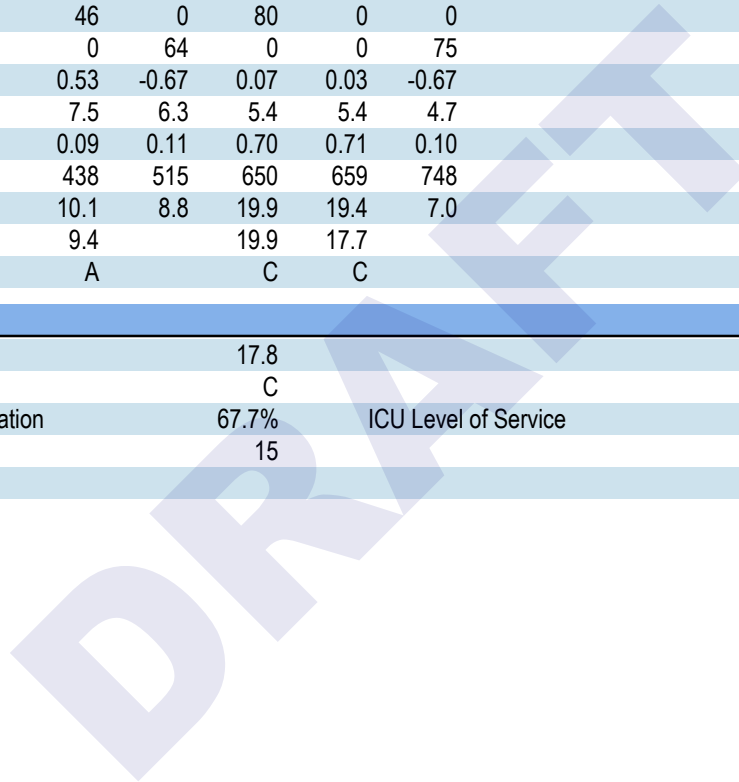 46 0 80 0 0
0 64 0 0 75
0.53 -0.67 0.07 0.03 -0.67
7.5 6.3 5.4 5.4 4.7
0.09 0.11 0.70 0.71 0.10
438 515 650 659 748
10.1 8.8 19.9 19.4 7.0
9.4 19.9 17.7
A C C
17.8
C
ation 67.7% ICU Level of Service
15
DRAFT